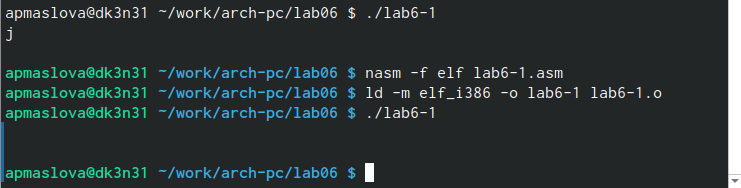 apmaslova@dk3n31 ~/work/arch-pc/lab06 $ ./lab6-1
j
apmaslova@dk3n31 ~/work/arch-pc/lab06 $ nasm -f elf lab6-1.asm
apmaslova@dk3n31 ~/work/arch-pc/lab06 $ ld -m elf_i386 -o lab6-1 lab6-1.o
apmaslova@dk3n31 ~/work/arch-pc/lab06 $ ./lab6-1
apmaslova@dk3n31 ~/work/arch-pc/lab06 $